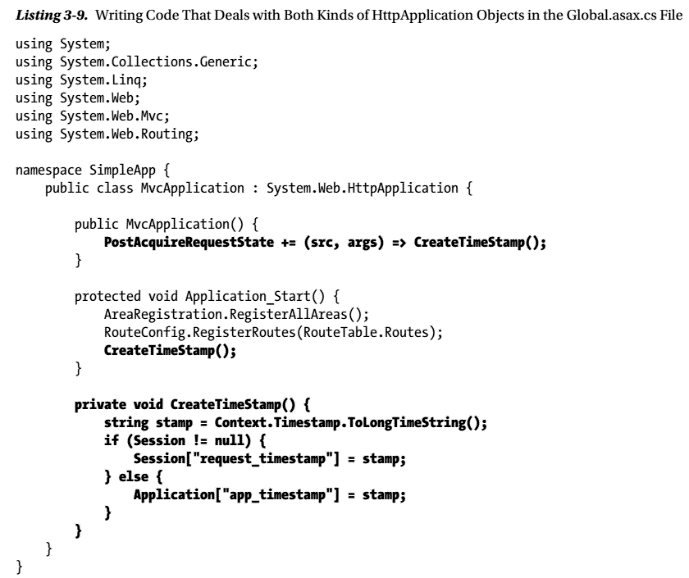 Listing 3-9. Writing Code That Deals with Both Kinds of HttpApplication Objects in the Global.asax.cs File
using System;
using System.Collections.Generic;
using System.Linq;
using System.Web;
using System.Web.Mvc;
using System.Web.Routing;

namespace SimpleApp {
    public class MvcApplication : System.Web.HttpApplication {

        public MvcApplication() {
            PostAcquireRequestState += (src, args) => CreateTimeStamp();
        }

        protected void Application_Start() {
            AreaRegistration.RegisterAllAreas();
            RouteConfig.RegisterRoutes(RouteTable.Routes);
            CreateTimeStamp();
        }

        private void CreateTimeStamp() {
            string stamp = Context.Timestamp.ToLongTimeString();
            if (Session != null) {
                Session["request_timestamp"] = stamp;
            } else {
                Application["app_timestamp"] = stamp;
            }
        }
    }
}